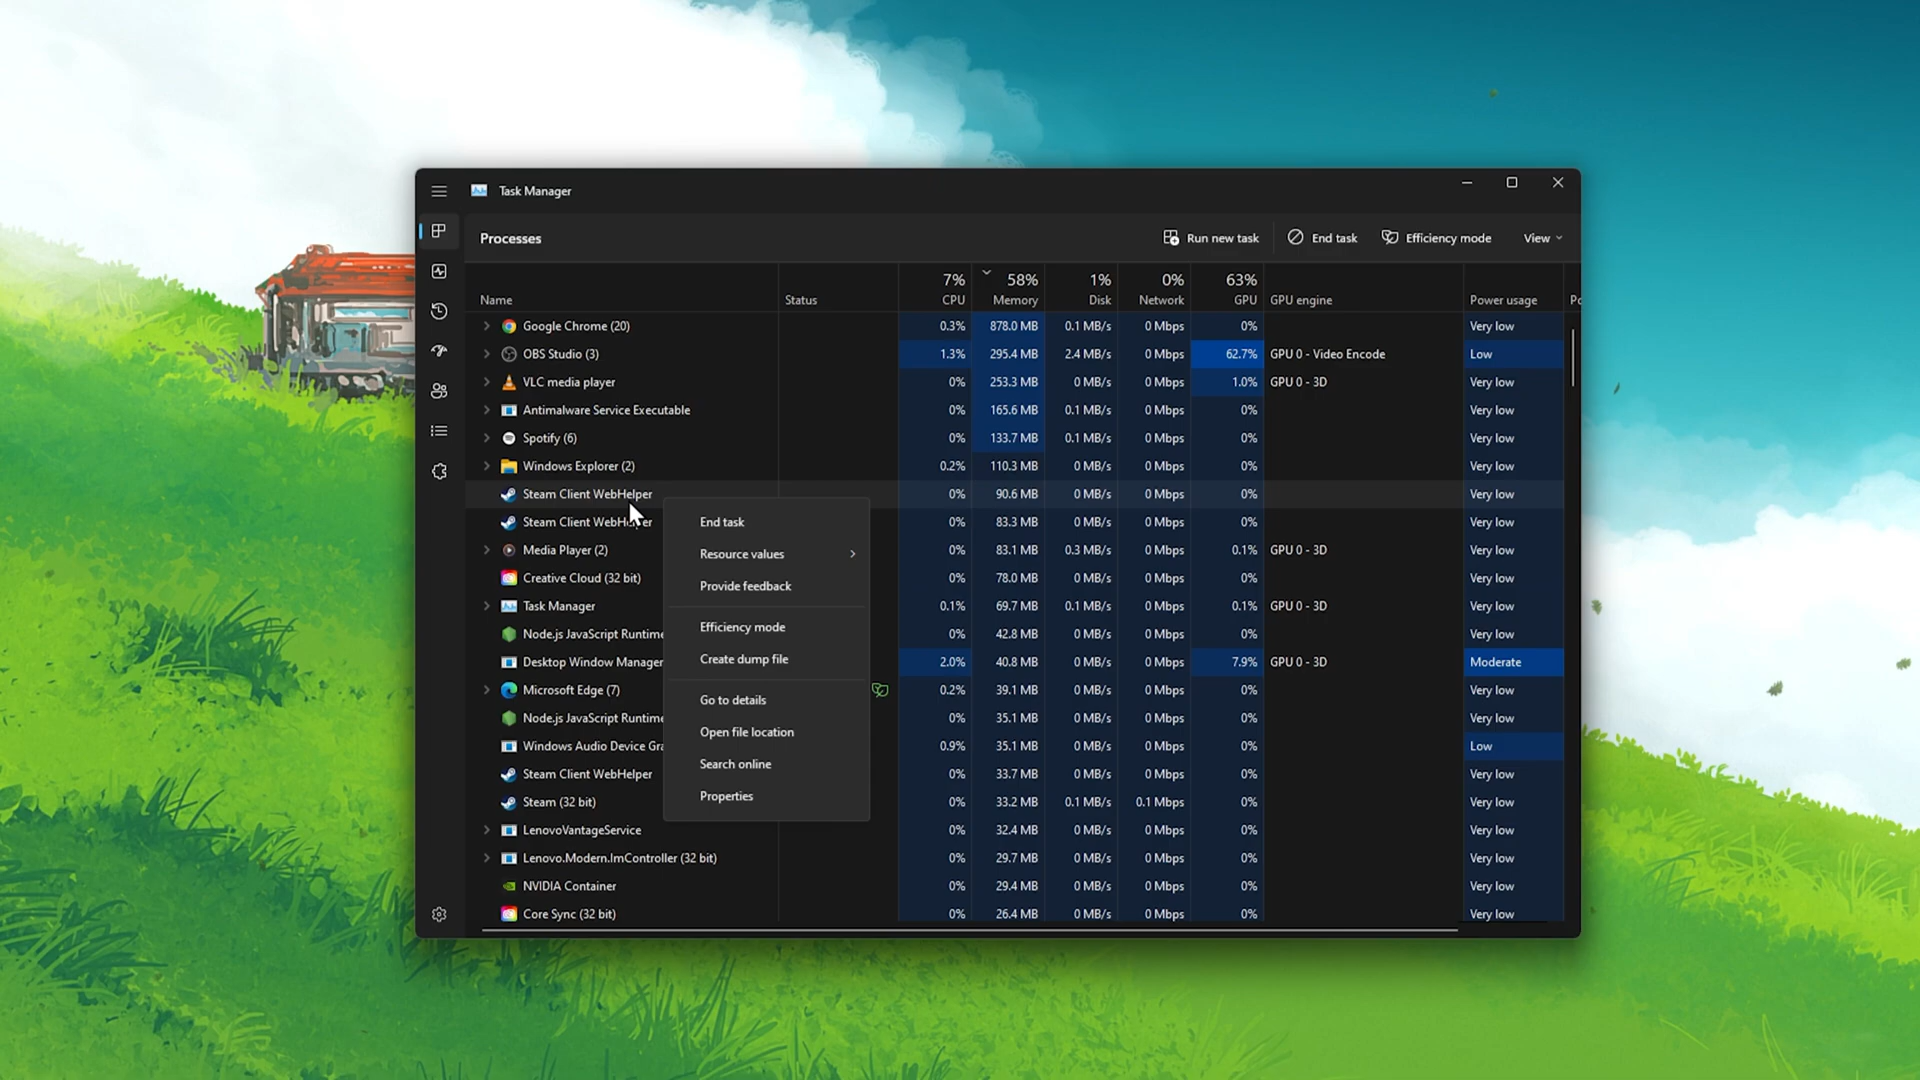 Task Manager
Processes
Run new task
End task
Efficiency mode
View
7% 58% 1% 0% 63%
Name Status CPU Memory Disk Network GPU GPU engine Power usage Pc
Google Chrome (20) 0.3% 878.0 MB 0.1 MB/s 0 Mbps 0% Very low
OBS Studio (3) 1.3% 295.4 MB 2.4 MB/s 0 Mbps 62.7% GPU 0 - Video Encode Low
VLC media player 0% 253.3 MB 0 MB/s 0 Mbps 1.0% GPU 0 - 3D Very low
Antimalware Service Executable 0% 165.6 MB 0.1 MB/s 0 Mbps 0% Very low
Spotify (6) 0% 133.7 MB 0.1 MB/s 0 Mbps 0% Very low
Windows Explorer (2) 0.2% 110.3 MB 0 MB/s 0 Mbps 0% Very low
Steam Client WebHelper 0% 90.6 MB 0 MB/s 0 Mbps 0% Very low
Steam Client 0% 83.3 MB 0 MB/s 0 Mbps 0% Very low
Media Player (2) 0% 83.1 MB 0.3 MB/s 0 Mbps 0.1% GPU 0 - 3D Very low
Creative Cloud (32 bit) 0% 78.0 MB 0 MB/s 0 Mbps 0% Very low
Task Manager 0.1% 69.7 MB 0.1 MB/s 0 Mbps 0.1% GPU 0 - 3D Very low
Node.js JavaScript Runtime 0% 42.8 MB 0 MB/s 0 Mbps 0% Very low
Desktop Window Manager 2.0% 40.8 MB 0 MB/s 0 Mbps 7.9% GPU 0 - 3D Moderate
Microsoft Edge (7) 0.2% 39.1 MB 0 MB/s 0 Mbps 0% Very low
Node.js JavaScript Runtime 0% 35.1 MB 0 MB/s 0 Mbps 0% Very low
Windows Audio Device Gra 0.9% 35.1 MB 0 MB/s 0 Mbps 0% Low
Steam Client WebHelper 0% 33.7 MB 0 MB/s 0 Mbps 0% Very low
Steam (32 bit) 0% 33.2 MB 0.1 MB/s 0.1 Mbps 0% Very low
LenovoVantageService 0% 32.4 MB 0 MB/s 0 Mbps 0% Very low
Lenovo.Modern.ImController (32 bit) 0% 29.7 MB 0 MB/s 0 Mbps 0% Very low
NVIDIA Container 0% 29.4 MB 0 MB/s 0 Mbps 0% Very low
Core Sync (32 bit) 0% 26.4 MB 0 MB/s 0 Mbps 0% Very low
End task
Resource values
Provide feedback
Efficiency mode
Create dump file
Go to details
Open file location
Search online
Properties